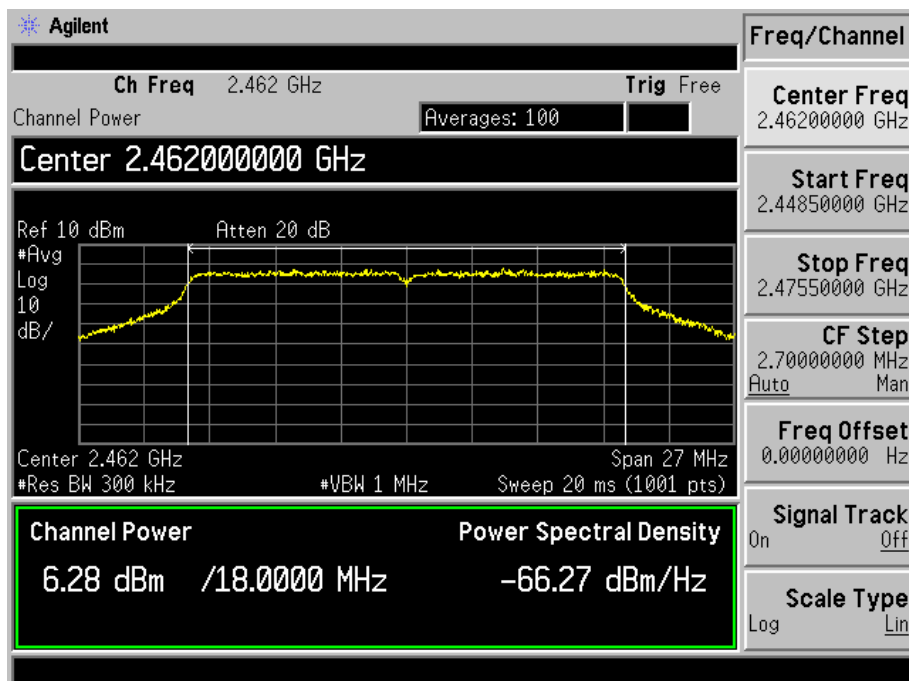 Agilent
Freq/Channel
Ch Freq 2.462 GHz Trig Free
Channel Power Averages: 100
Center 2.462000000 GHz
Ref 10 dBm Atten 20 dB
#Avg
Log
10
dB/
Center 2.462 GHz Span 27 MHz
#Res BW 300 kHz #VBW 1 MHz Sweep 20 ms (1001 pts)
Channel Power Power Spectral Density
6.28 dBm /18.0000 MHz -66.27 dBm/Hz
Center Freq
2.46200000 GHz
Start Freq
2.44850000 GHz
Stop Freq
2.47550000 GHz
CF Step
2.70000000 MHz
Auto Man
Freq Offset
0.00000000 Hz
Signal Track
On Off
Scale Type
Log Lin